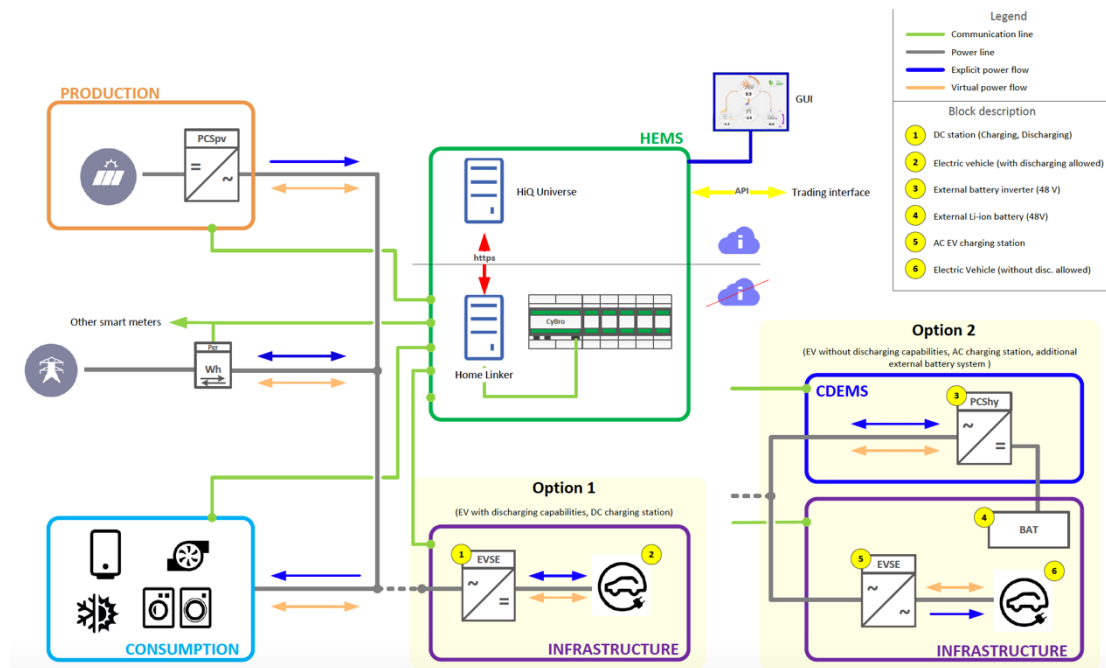 Legend
Communication line
Power line
Explicit power flow
Virtual power flow
Block description
1 DC station (Charging, Discharging)
2 Electric vehicle (with discharging allowed)
3 External battery inverter (48 V)
4 External Li-ion battery (48V)
5 AC EV charging station
6 Electric Vehicle (without disc. allowed)
PRODUCTION
PCSpv
=
~
HEMS
GUI
HiQ Universe
API
Trading interface
https
CyBro
Home Linker
Other smart meters
Pgr
Wh
Option 1
(EV with discharging capabilities, DC charging station)
1
EVSE
~
=
2
INFRASTRUCTURE
CONSUMPTION
Option 2
(EV without discharging capabilities, AC charging station, additional
external battery system )
CDEMS
3
PCShy
~
=
4
BAT
5
EVSE
~
~
6
INFRASTRUCTURE